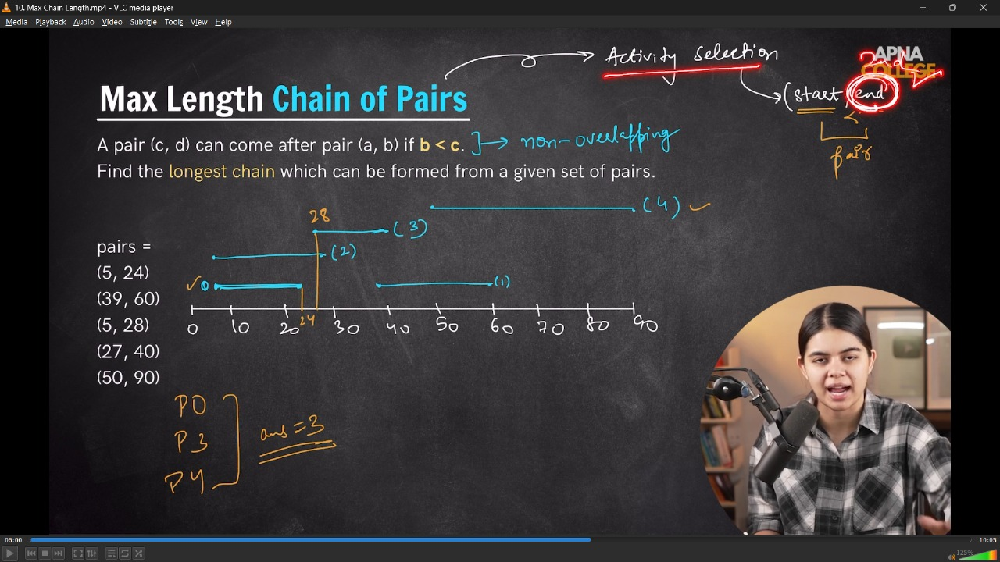 10. Max Chain Length.mp4 - VLC media player
Media Playback Audio Video Subtitle Tools View Help
Activity Selection
APNA
COLLEGE
2nd
(start, end)
pair
Max Length Chain of Pairs
A pair (c, d) can come after pair (a, b) if b < c. ] → non-overlapping
Find the longest chain which can be formed from a given set of pairs.
(4) ✓
28
(3)
(2)
✓ 0
(1)
24
0 10 20 30 40 50 60 70 80 90
pairs =
(5, 24)
(39, 60)
(5, 28)
(27, 40)
(50, 90)
P0
P3
P4
ans = 3
06:00
10:05
125%